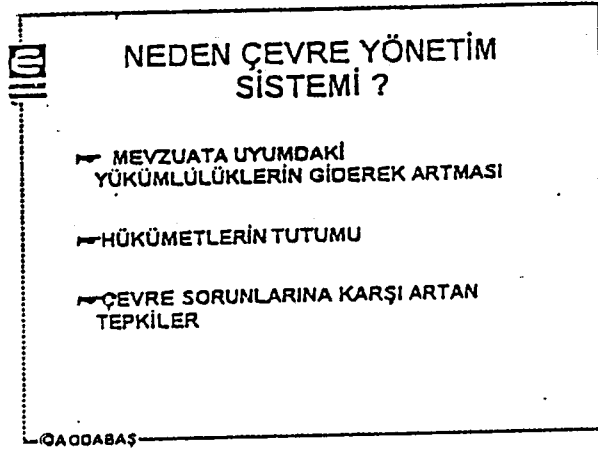 NEDEN ÇEVRE YÖNETİM
SİSTEMİ ?
MEVZUATA UYUMDAKİ
YÜKÜMLÜLÜKLERİN GİDEREK ARTMASI
HÜKÜMETLERİN TUTUMU
ÇEVRE SORUNLARINA KARŞI ARTAN
TEPKİLER